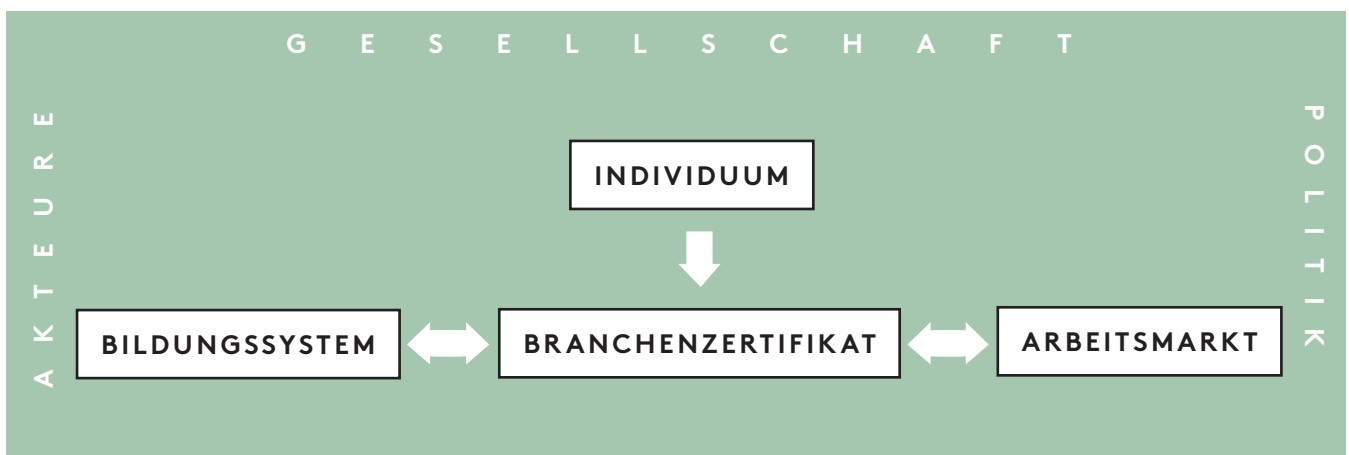 GESELLSCHAFT
AKTEURE
POLITIK
INDIVIDUUM
BILDUNGSSYSTEM
BRANCHENZERTIFIKAT
ARBEITSMARKT